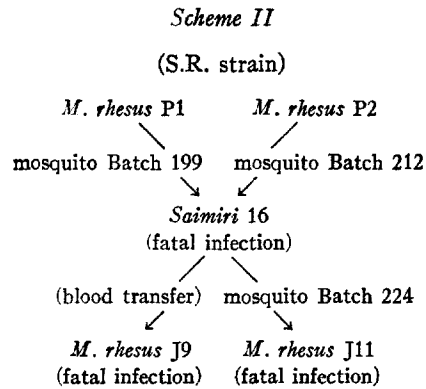 Scheme II
(S.R. strain)
M. rhesus P1 M. rhesus P2
mosquito Batch 199 mosquito Batch 212
Saimiri 16
(fatal infection)
(blood transfer) mosquito Batch 224
M. rhesus J9 M. rhesus J11
(fatal infection) (fatal infection)